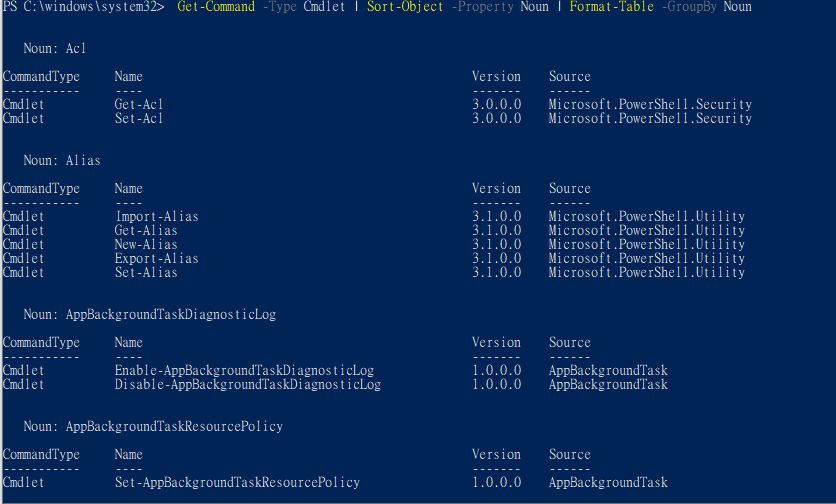 PS C:\windows\system32> Get-Command -Type Cmdlet | Sort-Object -Property Noun | Format-Table -GroupBy Noun
Noun: Acl
CommandType Name Version Source
----------- ---- ------- ------
Cmdlet Get-Acl 3.0.0.0 Microsoft.PowerShell.Security
Cmdlet Set-Acl 3.0.0.0 Microsoft.PowerShell.Security
Noun: Alias
CommandType Name Version Source
----------- ---- ------- ------
Cmdlet Import-Alias 3.1.0.0 Microsoft.PowerShell.Utility
Cmdlet Get-Alias 3.1.0.0 Microsoft.PowerShell.Utility
Cmdlet New-Alias 3.1.0.0 Microsoft.PowerShell.Utility
Cmdlet Export-Alias 3.1.0.0 Microsoft.PowerShell.Utility
Cmdlet Set-Alias 3.1.0.0 Microsoft.PowerShell.Utility
Noun: AppBackgroundTaskDiagnosticLog
CommandType Name Version Source
----------- ---- ------- ------
Cmdlet Enable-AppBackgroundTaskDiagnosticLog 1.0.0.0 AppBackgroundTask
Cmdlet Disable-AppBackgroundTaskDiagnosticLog 1.0.0.0 AppBackgroundTask
Noun: AppBackgroundTaskResourcePolicy
CommandType Name Version Source
----------- ---- ------- ------
Cmdlet Set-AppBackgroundTaskResourcePolicy 1.0.0.0 AppBackgroundTask